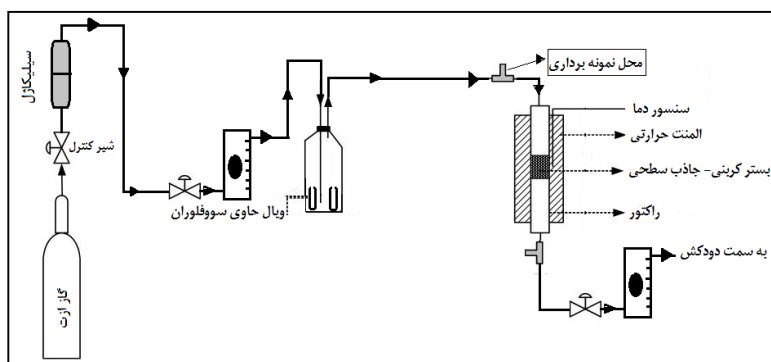 سیلیکاژل
شیر کنترل
گاز ازت
ویال حاوی سووفلوران
محل نمونه برداری
سنسور دما
المنت حرارتی
بستر کربنی- جاذب سطحی
راکتور
به سمت دودکش